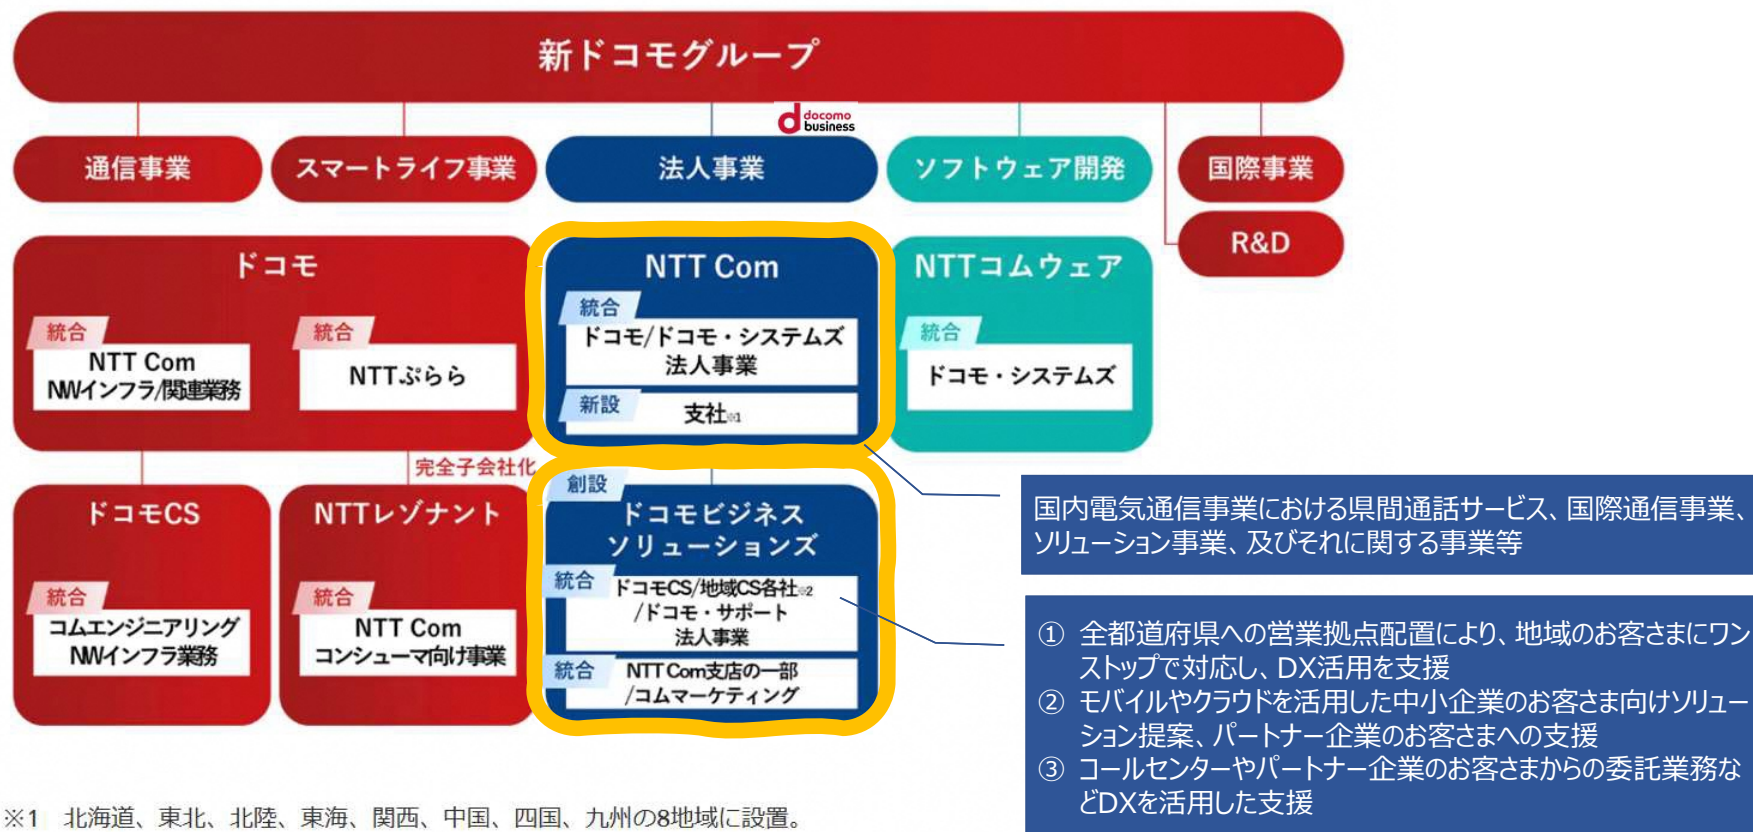 新ドコモグループ
docomo
business
通信事業
スマートライフ事業
法人事業
ソフトウェア開発
国際事業
R&D
ドコモ
統合
NTT Com
NWインフラ/関連業務
統合
NTTぷらら
NTT Com
統合
ドコモ/ドコモ・システムズ
法人事業
新設
支社※1
NTTコムウェア
統合
ドコモ・システムズ
完全子会社化
ドコモCS
統合
コムエンジニアリング
NWインフラ業務
NTTレゾナント
統合
NTT Com
コンシューマ向け事業
創設
ドコモビジネス
ソリューションズ
統合
ドコモCS/地域CS各社※2
/ドコモ・サポート
法人事業
統合
NTT Com支店の一部
/コムマーケティング
国内電気通信事業における県間通話サービス、国際通信事業、
ソリューション事業、及びそれに関する事業等
① 全都道府県への営業拠点配置により、地域のお客さまにワン
ストップで対応し、DX活用を支援
② モバイルやクラウドを活用した中小企業のお客さま向けソリュー
ション提案、パートナー企業のお客さまへの支援
③ コールセンターやパートナー企業のお客さまからの委託業務な
どDXを活用した支援
※1 北海道、東北、北陸、東海、関西、中国、四国、九州の8地域に設置。